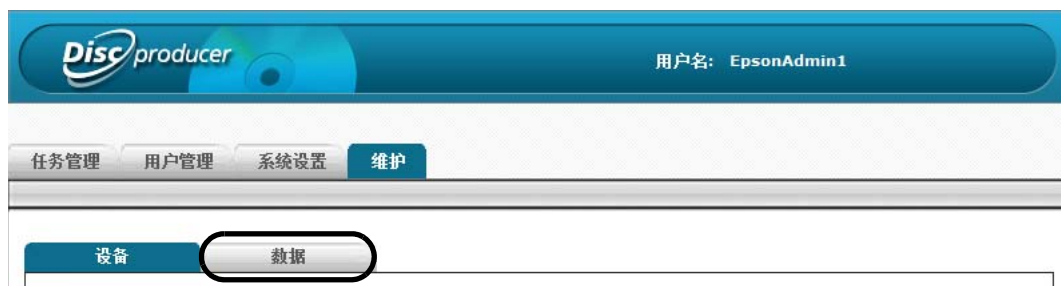 Disc producer
用户名: EpsonAdmin1
任务管理 用户管理 系统设置 维护
设备 数据